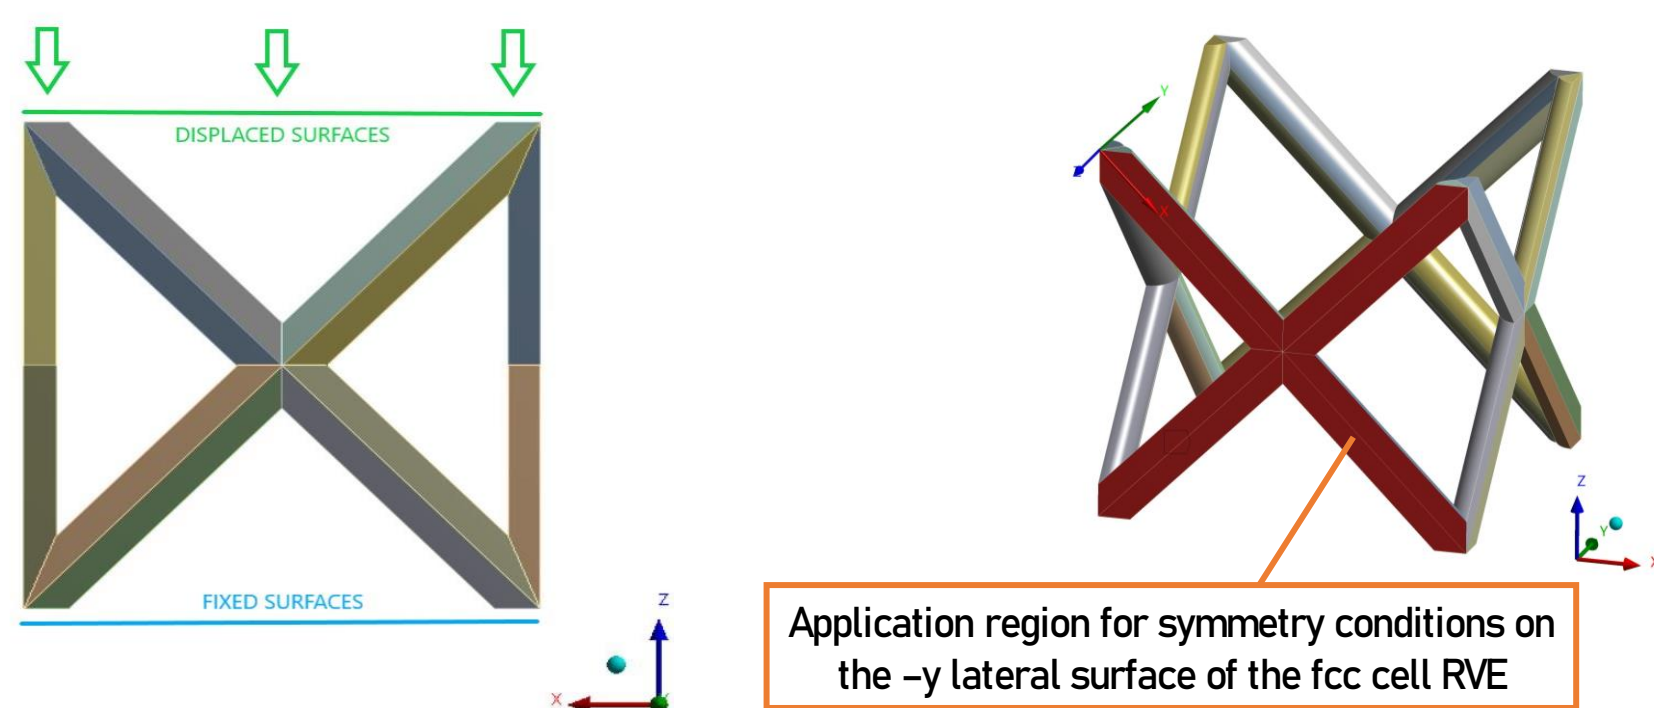 DISPLACED SURFACES
FIXED SURFACES
Z
X
Y
Z
X
Z
Y
X
Application region for symmetry conditions on
the –y lateral surface of the fcc cell RVE